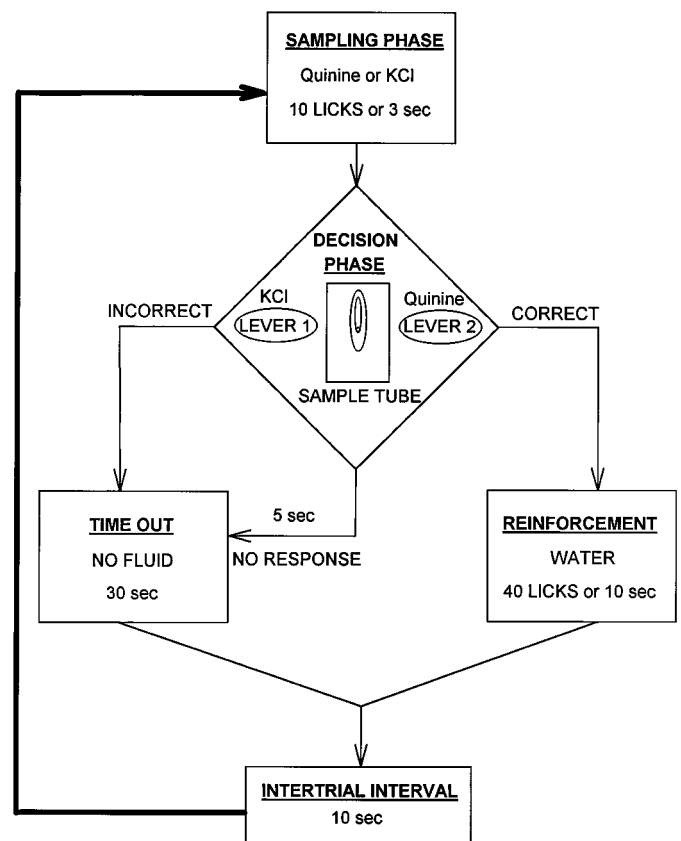 SAMPLING PHASE
Quinine or KCl
10 LICKS or 3 sec
DECISION
PHASE
KCl
LEVER 1
Quinine
LEVER 2
SAMPLE TUBE
INCORRECT
CORRECT
5 sec
NO RESPONSE
TIME OUT
NO FLUID
30 sec
REINFORCEMENT
WATER
40 LICKS or 10 sec
INTERTRIAL INTERVAL
10 sec